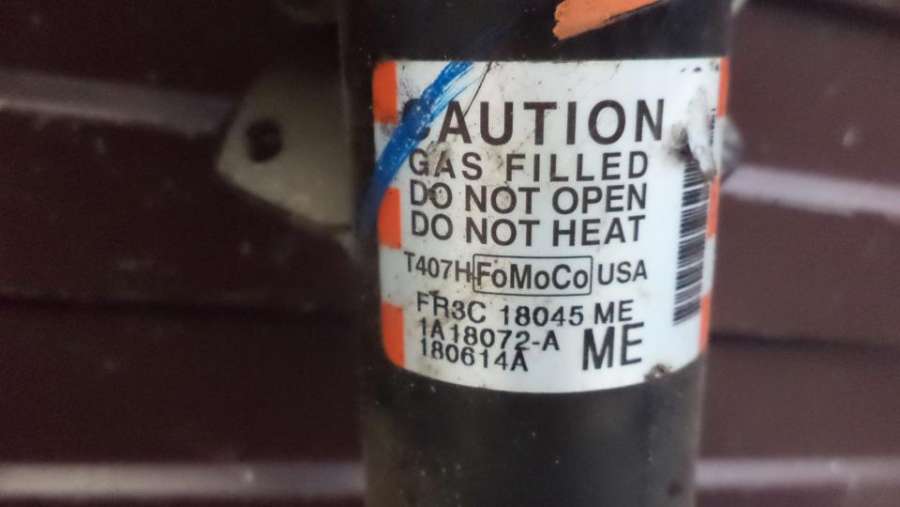 CAUTION
GAS FILLED
DO NOT OPEN
DO NOT HEAT
T407H FoMoCo USA
FR3C 18045 ME
1A18072-A
180614A ME